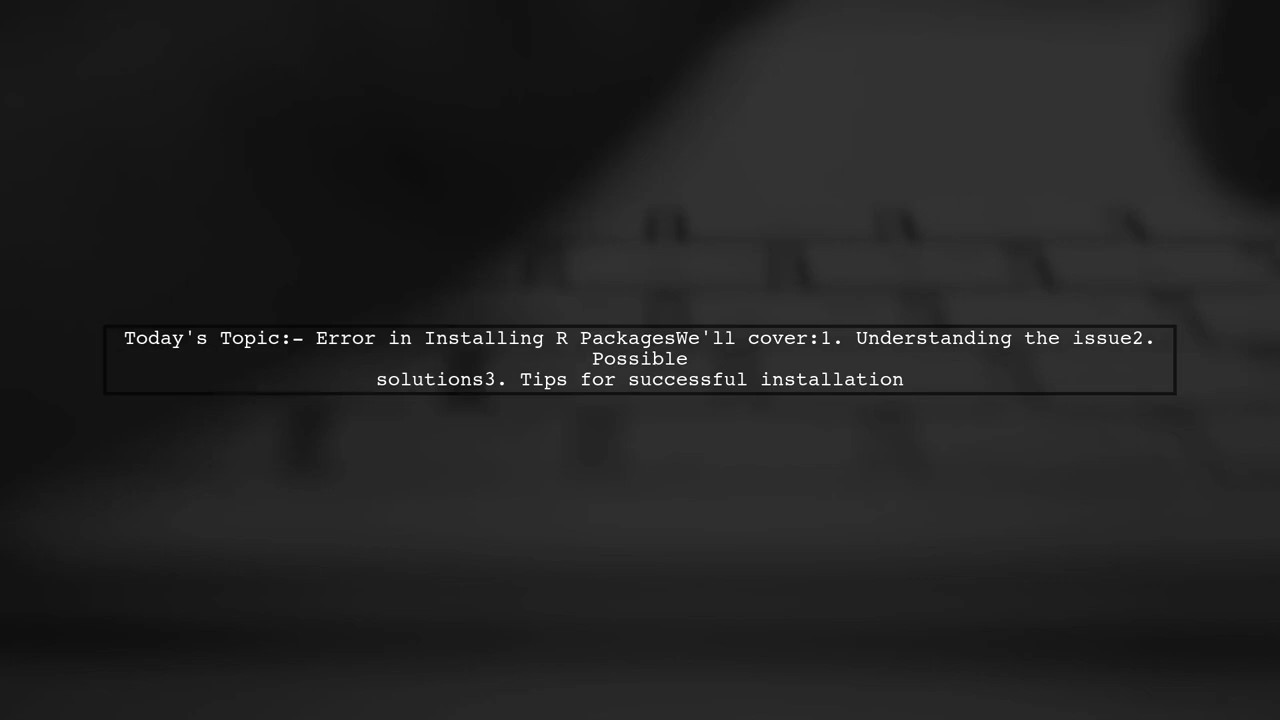 Today's Topic:– Error in Installing R PackagesWe'll cover:1. Understanding the issue2.
Possible
solutions3. Tips for successful installation